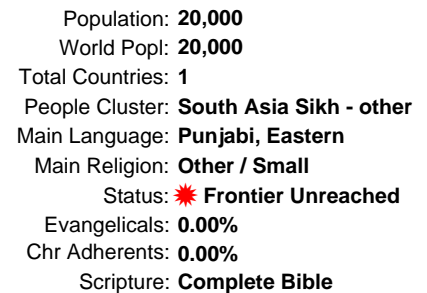 Population: 20,000
World Popl: 20,000
Total Countries: 1
People Cluster: South Asia Sikh - other
Main Language: Punjabi, Eastern
Main Religion: Other / Small
Status: Frontier Unreached
Evangelicals: 0.00%
Chr Adherents: 0.00%
Scripture: Complete Bible